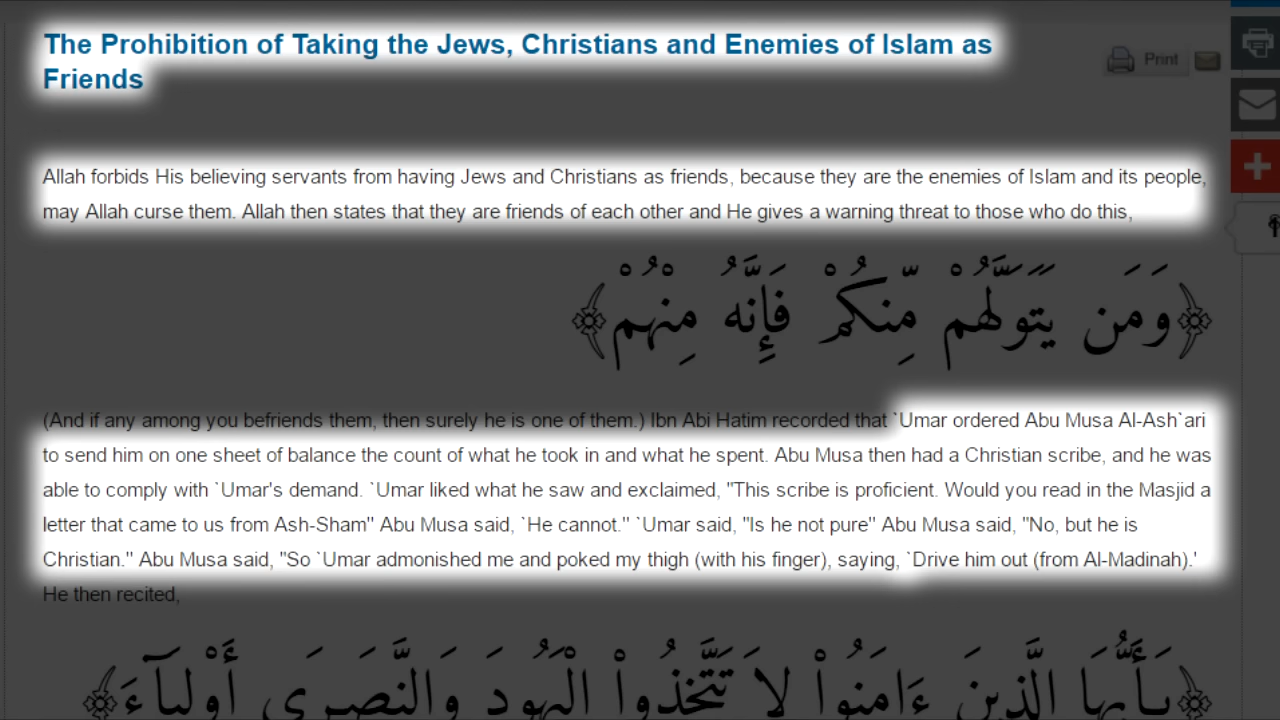 The Prohibition of Taking the Jews, Christians and Enemies of Islam as
Friends
Print
Allah forbids His believing servants from having Jews and Christians as friends, because they are the enemies of Islam and its people,
may Allah curse them. Allah then states that they are friends of each other and He gives a warning threat to those who do this,
﴿وَمَن يَتَوَلَّهُمْ مِّنكُمْ فَإِنَّهُ مِنْهُمْ﴾
(And if any among you befriends them, then surely he is one of them.) Ibn Abi Hatim recorded that `Umar ordered Abu Musa Al-Ash`ari
to send him on one sheet of balance the count of what he took in and what he spent. Abu Musa then had a Christian scribe, and he was
able to comply with `Umar's demand. `Umar liked what he saw and exclaimed, "This scribe is proficient. Would you read in the Masjid a
letter that came to us from Ash-Sham" Abu Musa said, `He cannot." `Umar said, "Is he not pure" Abu Musa said, "No, but he is
Christian." Abu Musa said, "So `Umar admonished me and poked my thigh (with his finger), saying, `Drive him out (from Al-Madinah).'
He then recited,
﴿يَـأَيُّهَا الَّذِينَ ءَامَنُواْ لاَ تَتَّخِذُواْ الْيَهُودَ وَالنَّصَـرَى أَوْلِيَآءَ﴾